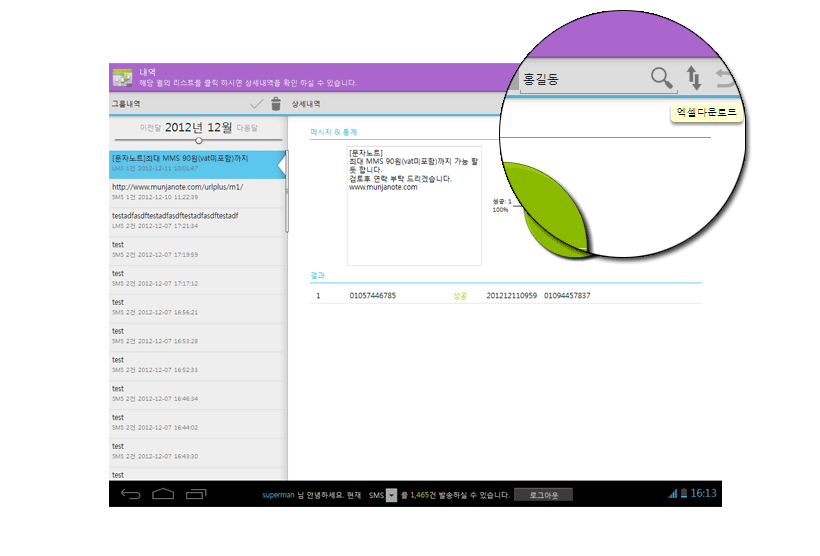 내역
해당 월의 리스트를 클릭 하시면 상세내역을 확인 하실 수 있습니다.
홍길동
엑셀다운로드
그룹내역
상세내역
이전달 2012년 12월 다음달
[문자노트]최대 MMS 90원(vat미포함)까지
LMS 1건 2012-12-11 10:01:47
http://www.munjanote.com/urlplus/m1/
SMS 2건 2012-12-10 11:22:39
testadfasdftestadfasdftestadfasdftestadf
LMS 2건 2012-12-07 17:21:34
test
SMS 2건 2012-12-07 17:19:59
test
SMS 2건 2012-12-07 17:17:12
test
SMS 2건 2012-12-07 16:56:21
test
SMS 2건 2012-12-07 16:53:28
test
SMS 2건 2012-12-07 16:52:33
test
SMS 2건 2012-12-07 16:46:34
test
SMS 2건 2012-12-07 16:44:02
test
SMS 2건 2012-12-07 16:43:30
test
메시지 & 통계
[문자노트]
최대 MMS 90원(vat미포함)까지 가능 할
듯 합니다.
검토후 연락 부탁 드리겠습니다.
www.munjanote.com
성공: 1
100%
결과
1 01057446785 성공 201212110959 01094457837
superman 님 안녕하세요. 현재 SMS 를 1,465건 발송하실 수 있습니다. 로그아웃
16:13